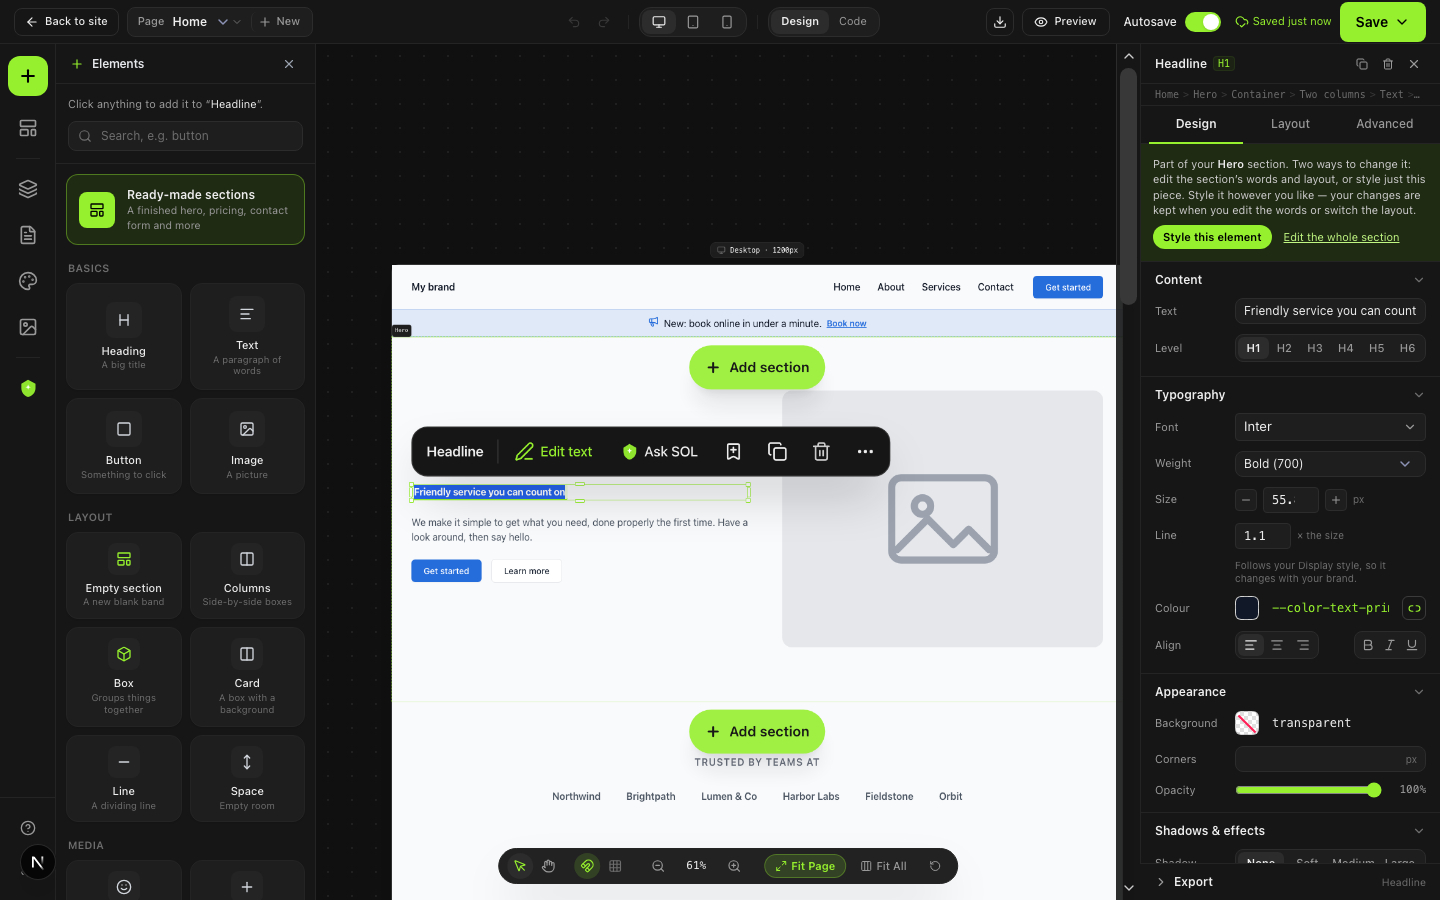 Back to site
Page Home
New
Design
Code
Preview
Autosave
Saved just now
Save
Elements
Click anything to add it to “Headline”.
Search, e.g. button
Ready-made sections
A finished hero, pricing, contact
form and more
BASICS
Heading
A big title
Text
A paragraph of
words
Button
Something to click
Image
A picture
LAYOUT
Empty section
A new blank band
Columns
Side-by-side boxes
Box
Groups things
together
Card
A box with a
background
Line
A dividing line
Space
Empty room
MEDIA
N
Desktop · 1200px
My brand
Home About Services Contact
Get started
New: book online in under a minute. Book now
Hero
Add section
Headline
Edit text
Ask SOL
Friendly service you can count on
We make it simple to get what you need, done properly the first time. Have a
look around, then say hello.
Get started
Learn more
Add section
TRUSTED BY TEAMS AT
Northwind Brightpath Lumen & Co Harbor Labs Fieldstone Orbit
61%
Fit Page
Fit All
Headline H1
Home > Hero > Container > Two columns > Text >…
Design Layout Advanced
Part of your Hero section. Two ways to change it:
edit the section’s words and layout, or style just this
piece. Style it however you like — your changes are
kept when you edit the words or switch the layout.
Style this element
Edit the whole section
Content
Text Friendly service you can count
Level H1 H2 H3 H4 H5 H6
Typography
Font Inter
Weight Bold (700)
Size 55. px
Line 1.1 × the size
Follows your Display style, so it
changes with your brand.
Colour --color-text-pri
Align B I U
Appearance
Background transparent
Corners px
Opacity 100%
Shadows & effects
Shadow None Soft Medium Large
Export Headline